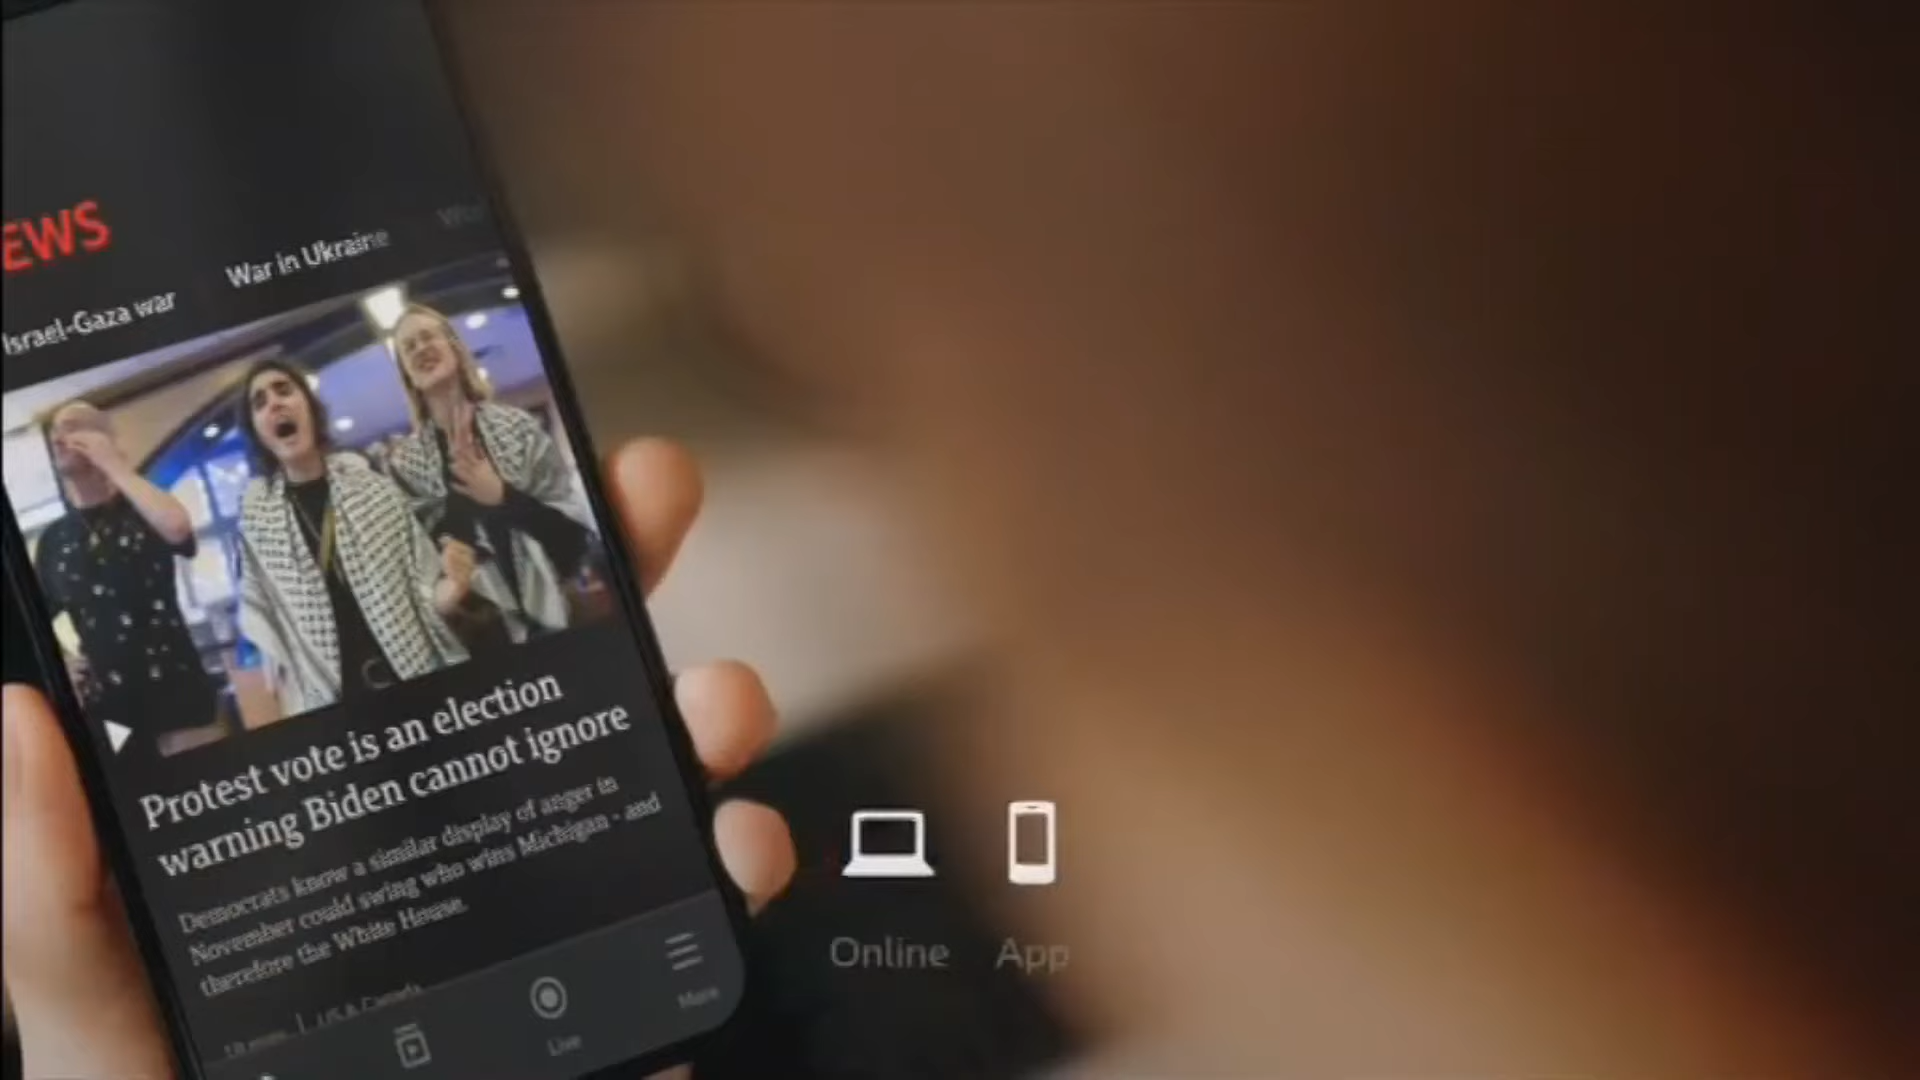 EWS
Israel-Gaza war
War in Ukraine
Protest vote is an election
warning Biden cannot ignore
Democrats know a similar display of anger in
November could swing who wins Michigan - and
therefore the White House.
US & Canada
Live
More
Online
App